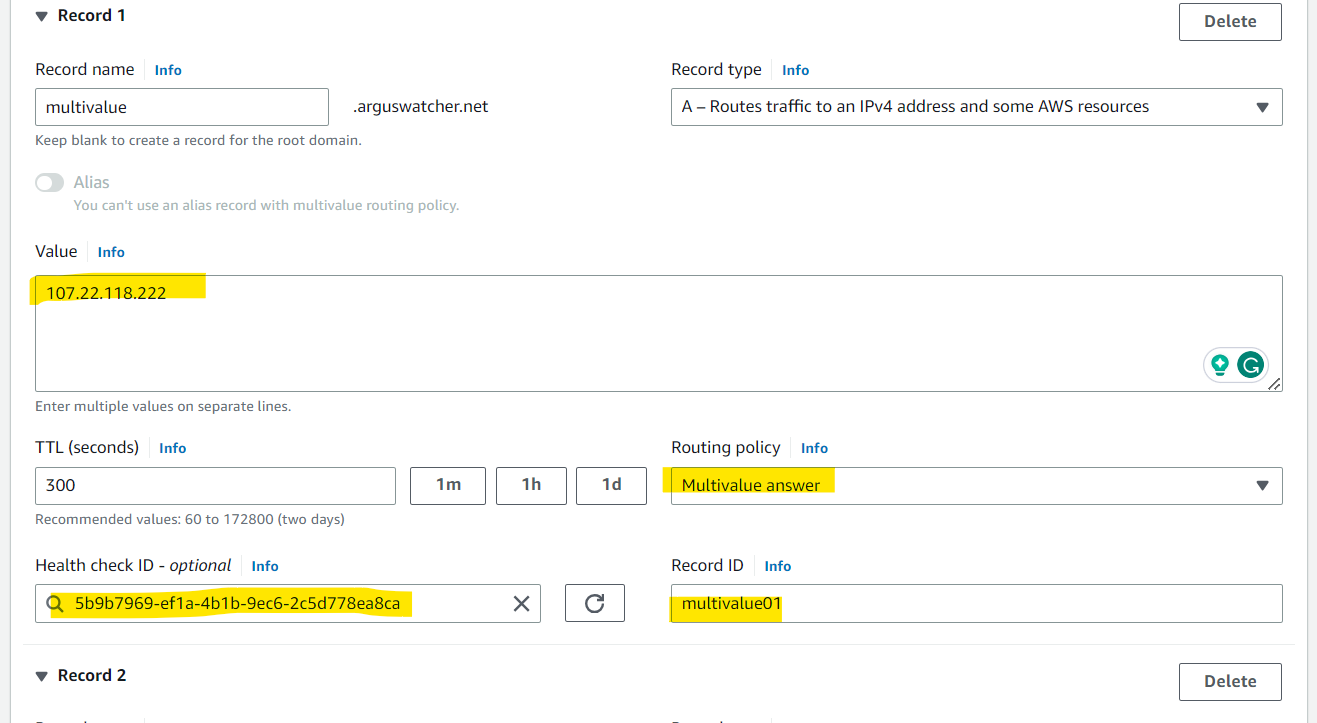 Record 1
Delete
Record name Info
Record type Info
multivalue .arguswatcher.net
A – Routes traffic to an IPv4 address and some AWS resources
Keep blank to create a record for the root domain.
Alias
You can't use an alias record with multivalue routing policy.
Value Info
107.22.118.222
Enter multiple values on separate lines.
TTL (seconds) Info
Routing policy Info
300 1m 1h 1d
Multivalue answer
Recommended values: 60 to 172800 (two days)
Health check ID - optional Info
Record ID Info
5b9b7969-ef1a-4b1b-9ec6-2c5d778ea8ca
multivalue01
Record 2
Delete